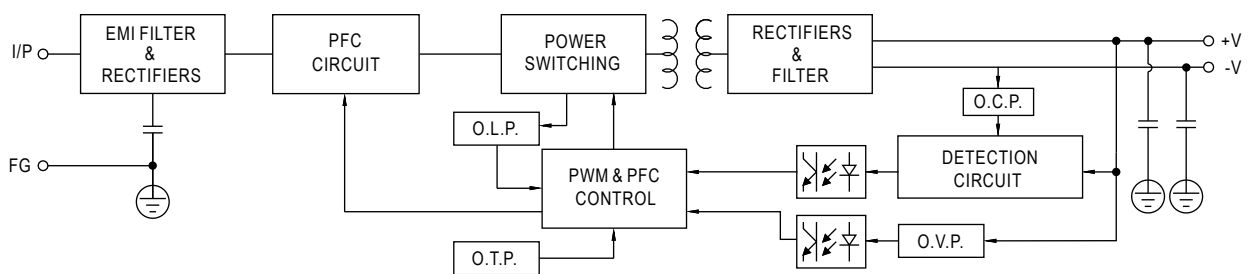 I/P
EMI FILTER
&
RECTIFIERS
PFC
CIRCUIT
POWER
SWITCHING
RECTIFIERS
&
FILTER
+V
-V
O.C.P.
O.L.P.
FG
PWM & PFC
CONTROL
DETECTION
CIRCUIT
O.T.P.
O.V.P.